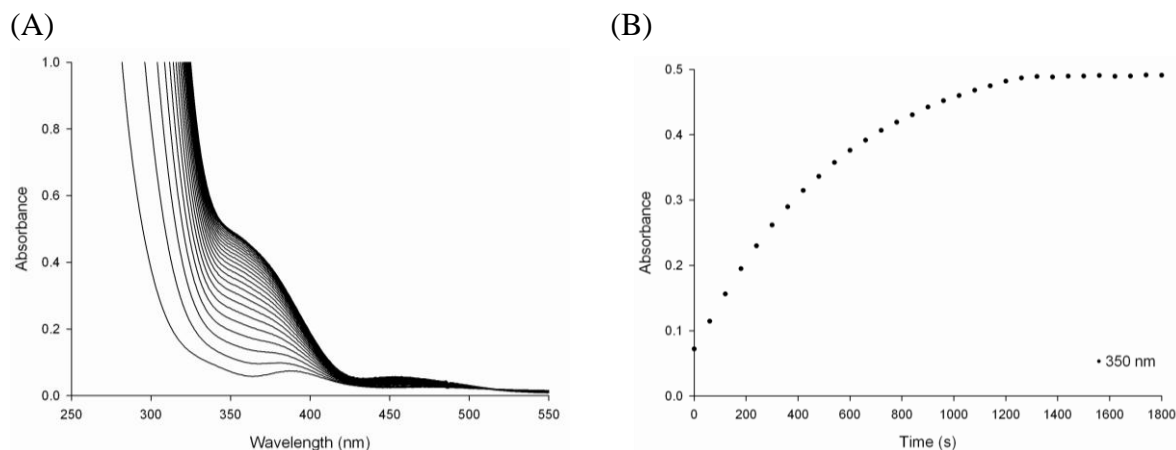 (A)
(B)
1.0
0.8
0.6
0.4
0.2
0.0
Absorbance
250 300 350 400 450 500 550
Wavelength (nm)
0.5
0.4
0.3
0.2
0.1
0.0
Absorbance
350 nm
0 200 400 600 800 1000 1200 1400 1600 1800
Time (s)